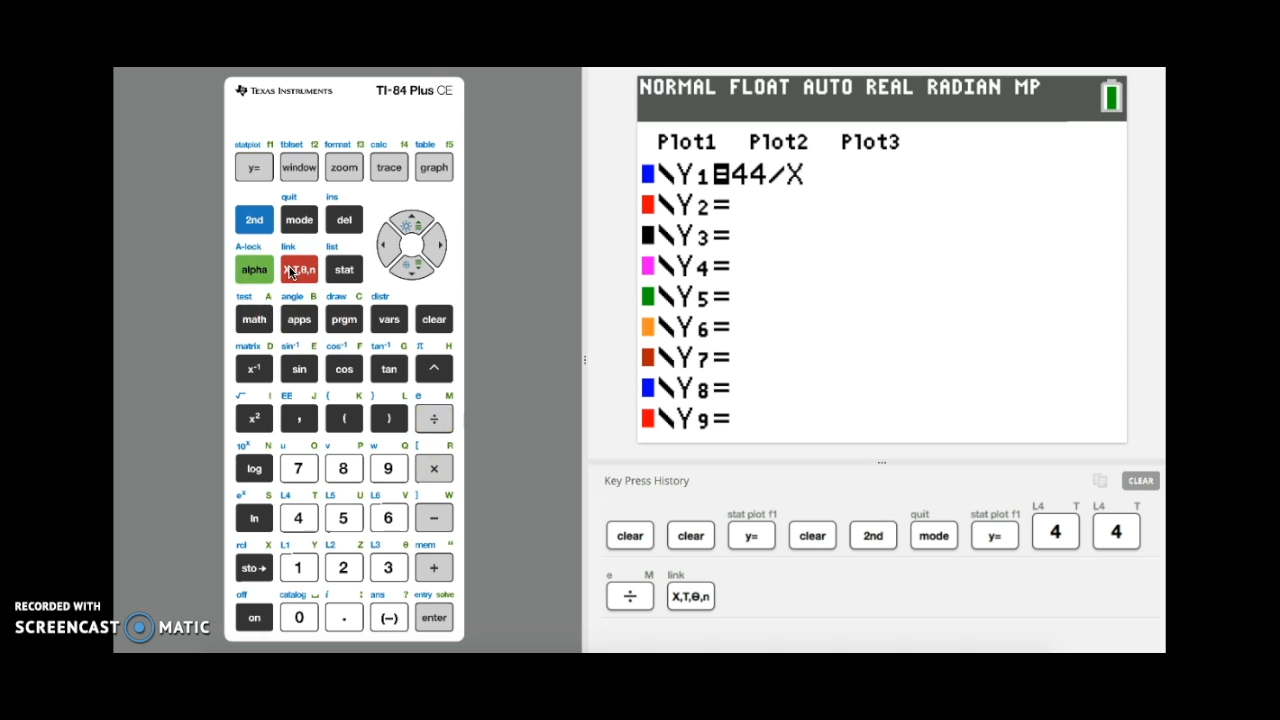 TEXAS INSTRUMENTS TI-84 Plus CE
statplot f1 tblset f2 format f3 calc f4 table f5
y= window zoom trace graph
quit ins
2nd mode del
A-lock link list
alpha X,T,θ,n stat
test A angle B draw C distr
math apps prgm vars clear
matrix D sin-1 E cos-1 F tan-1 G π H
x-1 sin cos tan ^
√ I EE J { K } L e M
x² , ( ) ÷
10x N u O v P w Q [ R
log 7 8 9 ×
ex S L4 T L5 U L6 V ] W
ln 4 5 6 −
rcl X L1 Y L2 Z L3 θ mem "
sto→ 1 2 3 +
off catalog ⎵ i : ans ? entry solve
on 0 . (−) enter
NORMAL FLOAT AUTO REAL RADIAN MP
Plot1 Plot2 Plot3
\Y1=44/X
\Y2=
\Y3=
\Y4=
\Y5=
\Y6=
\Y7=
\Y8=
\Y9=
Key Press History
CLEAR
stat plot f1 quit stat plot f1 L4 T L4 T
clear clear y= clear 2nd mode y= 4 4
e M link
÷ X,T,Θ,n
RECORDED WITH
SCREENCAST MATIC